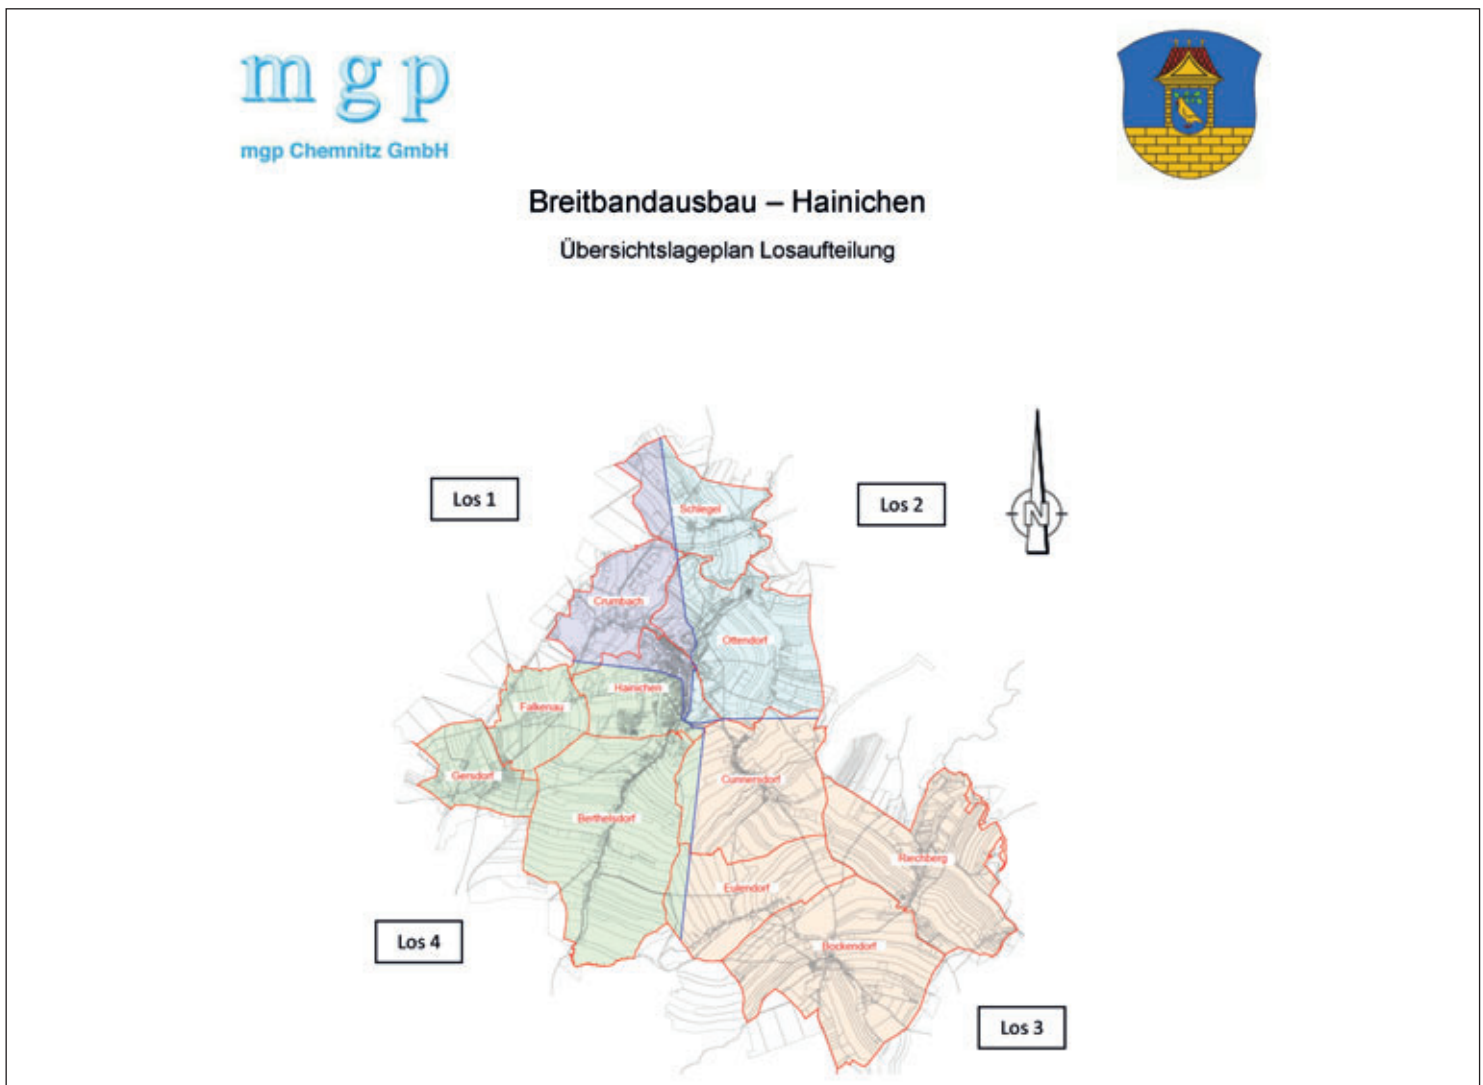 m g p
mgp Chemnitz GmbH
Breitbandausbau – Hainichen
Übersichtslageplan Losaufteilung
Los 1
Los 2
N
Schlegel
Crumbach
Ottendorf
Hainichen
Falkenau
Gersdorf
Cunnersdorf
Berthelsdorf
Riechberg
Eulendorf
Bockendorf
Los 4
Los 3